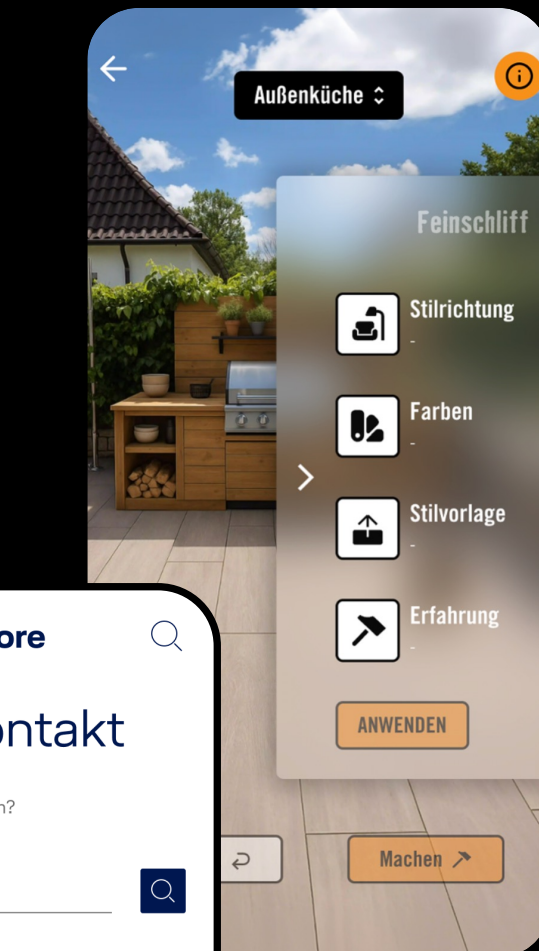 Außenküche
Feinschliff
Stilrichtung
-
Farben
-
Stilvorlage
-
Erfahrung
-
ANWENDEN
Machen
ore
ontakt
n?